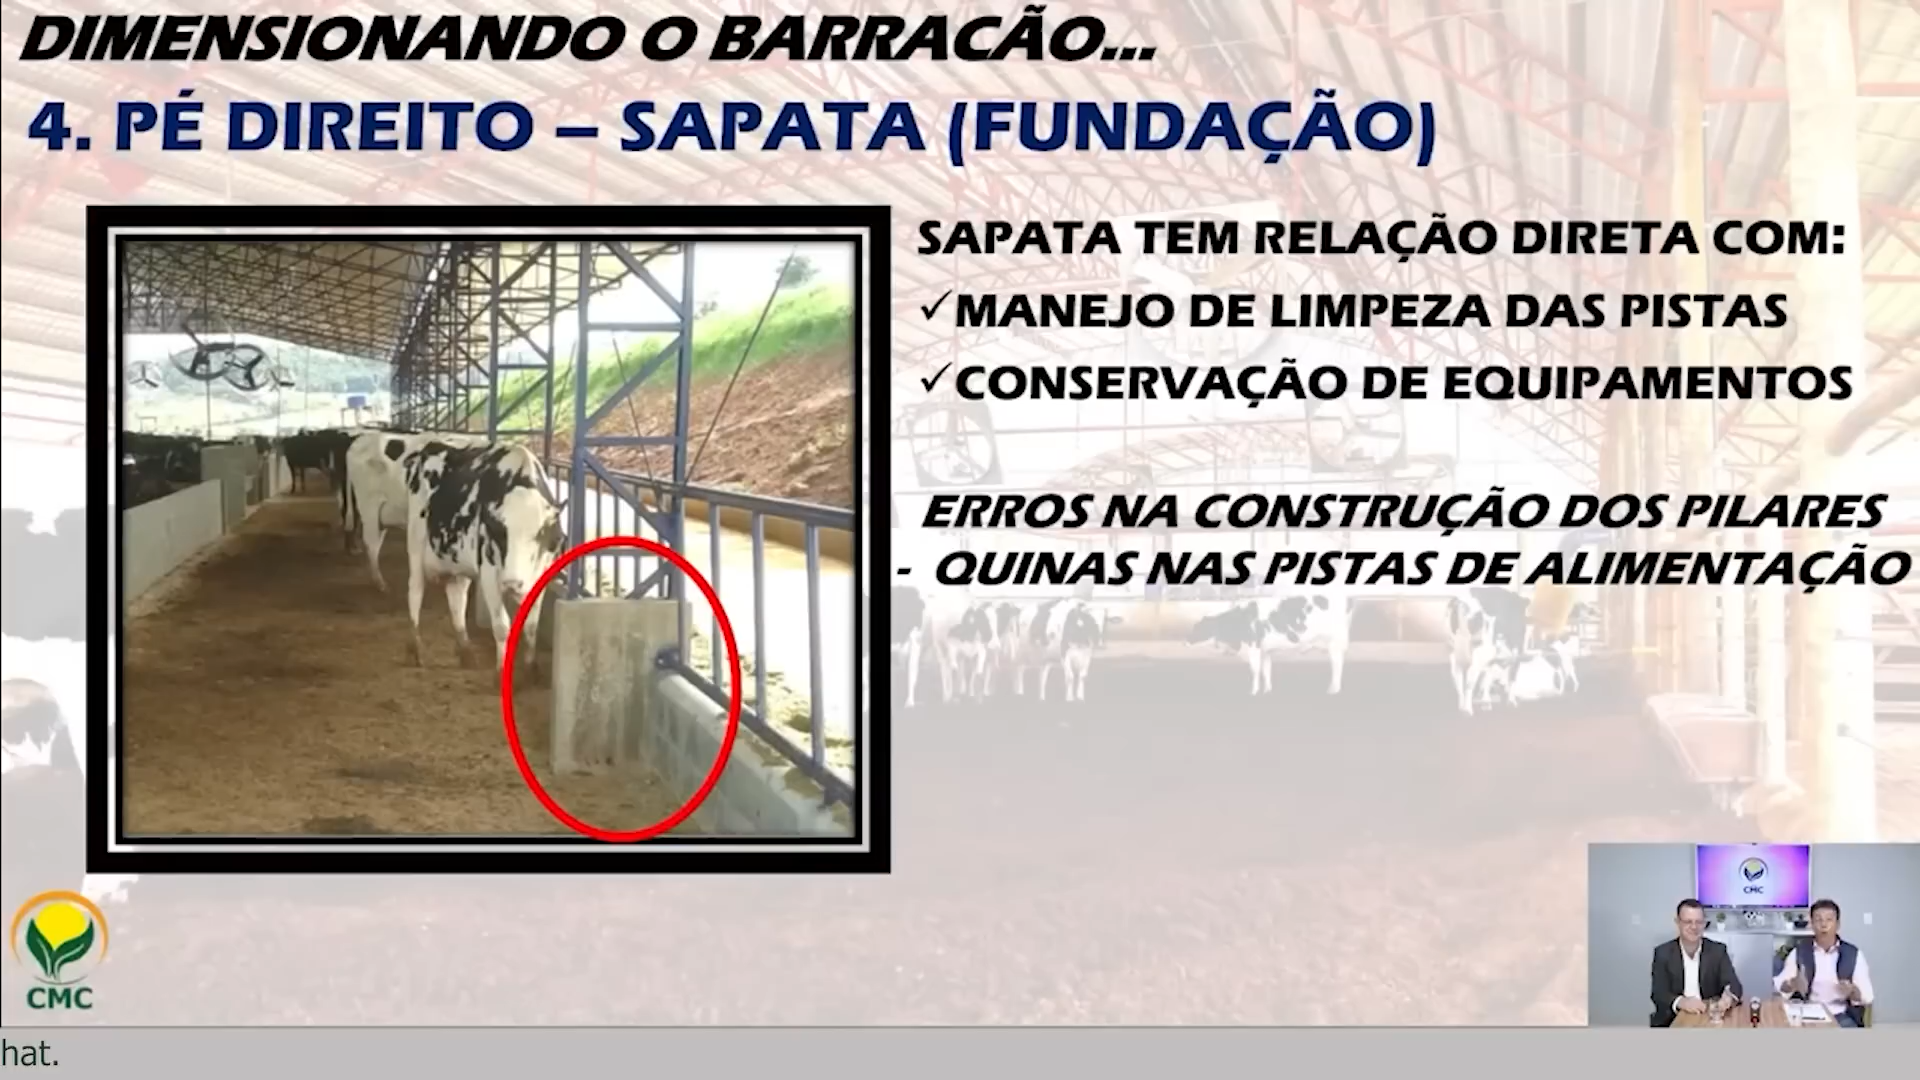 DIMENSIONANDO O BARRACÃO...
4. PÉ DIREITO – SAPATA (FUNDAÇÃO)
SAPATA TEM RELAÇÃO DIRETA COM:
✓MANEJO DE LIMPEZA DAS PISTAS
✓CONSERVAÇÃO DE EQUIPAMENTOS
ERROS NA CONSTRUÇÃO DOS PILARES
- QUINAS NAS PISTAS DE ALIMENTAÇÃO
CMC
CMC
hat.